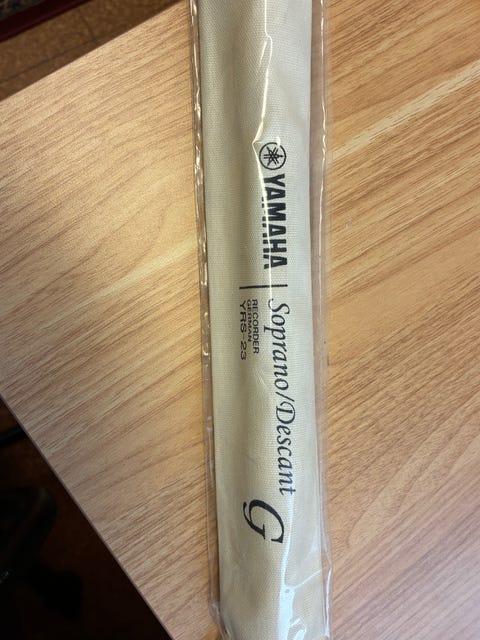 YAMAHA
Soprano/Descant
RECORDER
GERMAN
YRS-23
G